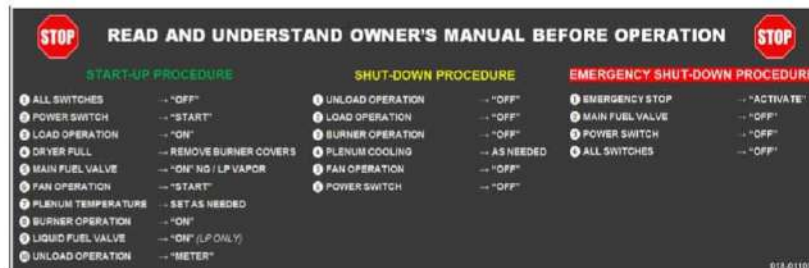 STOP READ AND UNDERSTAND OWNER'S MANUAL BEFORE OPERATION STOP
START-UP PROCEDURE
1 ALL SWITCHES → "OFF"
2 POWER SWITCH → "START"
3 LOAD OPERATION → "ON"
4 DRYER FULL → REMOVE BURNER COVERS
5 MAIN FUEL VALVE → "ON" NG / LP VAPOR
6 FAN OPERATION → "START"
7 PLENUM TEMPERATURE → SET AS NEEDED
8 BURNER OPERATION → "ON"
9 LIQUID FUEL VALVE → "ON" (LP ONLY)
10 UNLOAD OPERATION → "METER"
SHUT-DOWN PROCEDURE
1 UNLOAD OPERATION → "OFF"
2 LOAD OPERATION → "OFF"
3 BURNER OPERATION → "OFF"
4 PLENUM COOLING → AS NEEDED
5 FAN OPERATION → "OFF"
6 POWER SWITCH → "OFF"
EMERGENCY SHUT-DOWN PROCEDURE
1 EMERGENCY STOP → "ACTIVATE"
2 MAIN FUEL VALVE → "OFF"
3 POWER SWITCH → "OFF"
4 ALL SWITCHES → "OFF"